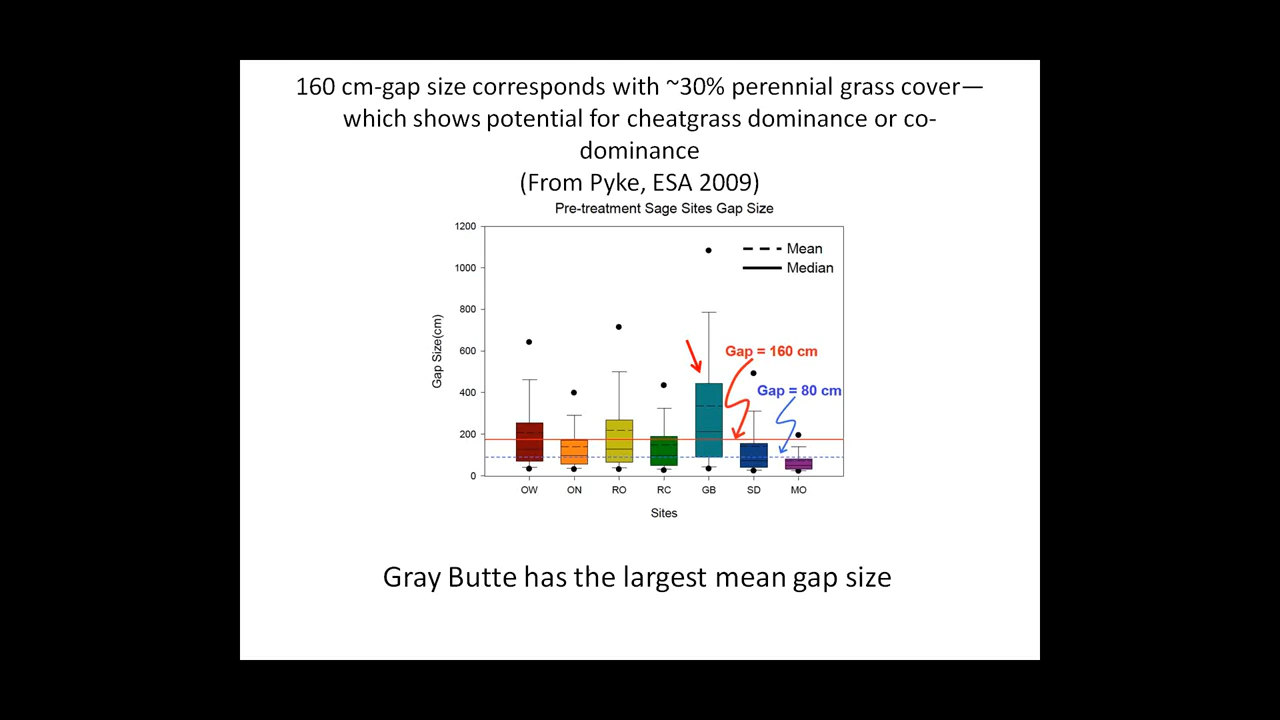 160 cm-gap size corresponds with ~30% perennial grass cover—
which shows potential for cheatgrass dominance or co-
dominance
(From Pyke, ESA 2009)
Pre-treatment Sage Sites Gap Size
1200
1000
800
600
400
200
0
Gap Size(cm)
Mean
Median
Gap = 160 cm
Gap = 80 cm
OW ON RO RC GB SD MO
Sites
Gray Butte has the largest mean gap size